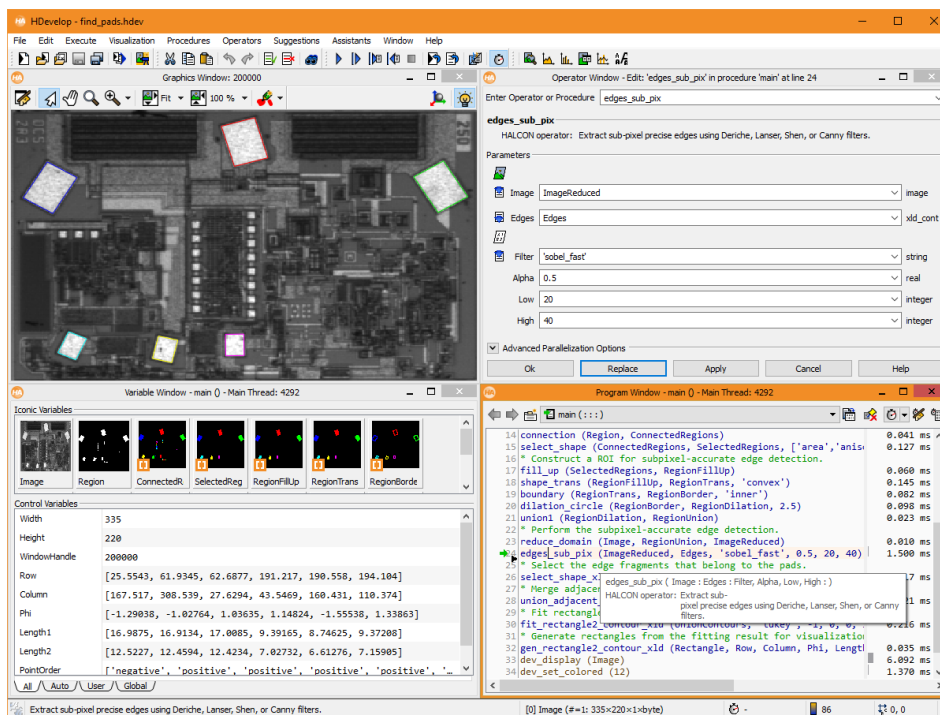 HDevelop - find_pads.hdev
File Edit Execute Visualization Procedures Operators Suggestions Assistants Window Help
Graphics Window: 200000
Fit 100 %
Operator Window - Edit: 'edges_sub_pix' in procedure 'main' at line 24
Enter Operator or Procedure edges_sub_pix
edges_sub_pix
HALCON operator: Extract sub-pixel precise edges using Deriche, Lanser, Shen, or Canny filters.
Parameters
Image ImageReduced image
Edges Edges xld_cont
Filter 'sobel_fast' string
Alpha 0.5 real
Low 20 integer
High 40 integer
Advanced Parallelization Options
Ok Replace Apply Cancel Help
Variable Window - main () - Main Thread: 4292
Iconic Variables
Image Region ConnectedR SelectedReg RegionFillUp RegionTrans RegionBorde
Control Variables
Width 335
Height 220
WindowHandle 200000
Row [25.5543, 61.9345, 62.6877, 191.217, 190.558, 194.104]
Column [167.517, 308.539, 27.6294, 43.5469, 160.431, 110.374]
Phi [-1.29038, -1.02764, 1.03635, 1.14824, -1.55538, 1.33863]
Length1 [16.9875, 16.9134, 17.0085, 9.39165, 8.74625, 9.37208]
Length2 [12.5227, 12.4594, 12.4234, 7.02732, 6.61276, 7.15905]
PointOrder ['negative', 'positive', 'positive', 'positive', 'positive', '...
All Auto User Global
Program Window - main () - Main Thread: 4292
main (:::)
14 connection (Region, ConnectedRegions) 0.041 ms
15 select_shape (ConnectedRegions, SelectedRegions, ['area','anis 0.127 ms
16 * Construct a ROI for subpixel-accurate edge detection.
17 fill_up (SelectedRegions, RegionFillUp) 0.060 ms
18 shape_trans (RegionFillUp, RegionTrans, 'convex') 0.145 ms
19 boundary (RegionTrans, RegionBorder, 'inner') 0.082 ms
20 dilation_circle (RegionBorder, RegionDilation, 2.5) 0.098 ms
21 union1 (RegionDilation, RegionUnion) 0.023 ms
22 * Perform the subpixel-accurate edge detection.
23 reduce_domain (Image, RegionUnion, ImageReduced) 0.010 ms
24 edges_sub_pix (ImageReduced, Edges, 'sobel_fast', 0.5, 20, 40) 1.500 ms
25 * Select the edge fragments that belong to the pads.
26 select_shape_xl 7 ms
27 * Merge adjacen
28 union_adjacent_ 21 ms
29 * Fit rectangle
30 fit_rectangle2_contour_xld (UnionContours, 'tukey', -1, 0, 0, 0.216 ms
31 * Generate rectangles from the fitting result for visualization
32 gen_rectangle2_contour_xld (Rectangle, Row, Column, Phi, Lengt 0.035 ms
33 dev_display (Image) 6.092 ms
34 dev_set_colored (12) 1.370 ms
edges_sub_pix ( Image : Edges : Filter, Alpha, Low, High : )
HALCON operator: Extract sub-
pixel precise edges using Deriche, Lanser, Shen, or Canny
filters.
Extract sub-pixel precise edges using Deriche, Lanser, Shen, or Canny filters.
[0] Image (#=1: 335×220×1×byte) - 86 0, 0